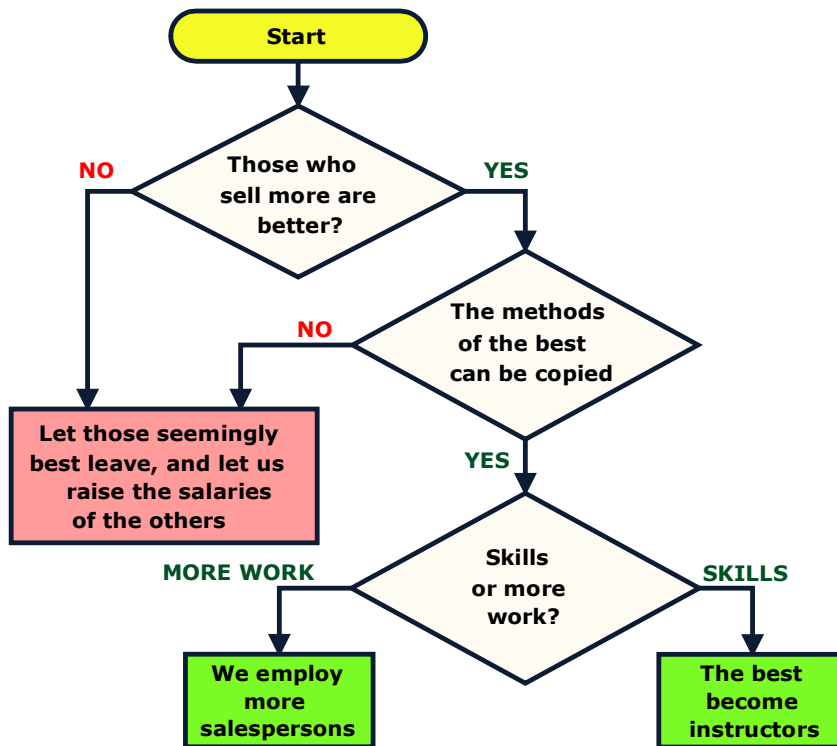 Start
Those who
sell more are
better?
NO
YES
The methods
of the best
can be copied
NO
YES
Let those seemingly
best leave, and let us
raise the salaries
of the others
Skills
or more
work?
MORE WORK
SKILLS
We employ
more
salespersons
The best
become
instructors